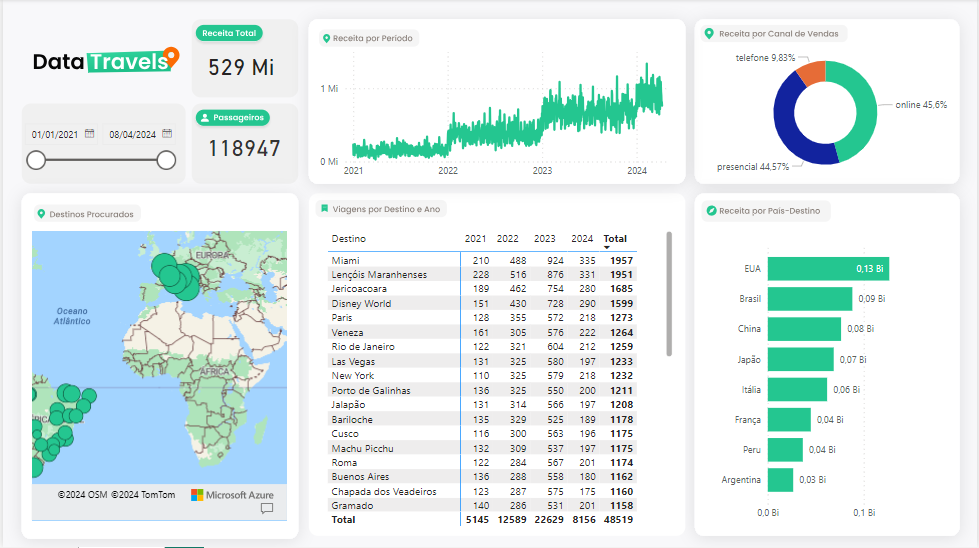 Data Travels
Receita Total
529 Mi
01/01/2021 08/04/2024
Passageiros
118947
Receita por Periodo
1 Mi
0 Mi
2021 2022 2023 2024
Receita por Canal de Vendas
telefone 9,83%
online 45,6%
presencial 44,57%
Destinos Procurados
EUROPA
Oceano
Atlântico
ÁFRICA
©2024 OSM ©2024 TomTom Microsoft Azure
Viagens por Destino e Ano
Destino 2021 2022 2023 2024 Total
Miami 210 488 924 335 1957
Lençóis Maranhenses 228 516 876 331 1951
Jericoacoara 189 462 754 280 1685
Disney World 151 430 728 290 1599
Paris 128 355 572 218 1273
Veneza 161 305 576 222 1264
Rio de Janeiro 122 321 604 212 1259
Las Vegas 131 325 580 197 1233
New York 110 325 579 218 1232
Porto de Galinhas 136 325 550 200 1211
Jalapão 131 314 566 197 1208
Bariloche 135 329 525 189 1178
Cusco 116 300 563 196 1175
Machu Picchu 132 309 537 197 1175
Roma 122 284 567 201 1174
Buenos Aires 136 288 558 180 1162
Chapada dos Veadeiros 123 287 575 175 1160
Gramado 140 286 531 201 1158
Total 5145 12589 22629 8156 48519
Receita por País-Destino
EUA 0,13 Bi
Brasil 0,09 Bi
China 0,08 Bi
Japão 0,07 Bi
Itália 0,06 Bi
França 0,04 Bi
Peru 0,04 Bi
Argentina 0,03 Bi
0,0 Bi 0,1 Bi